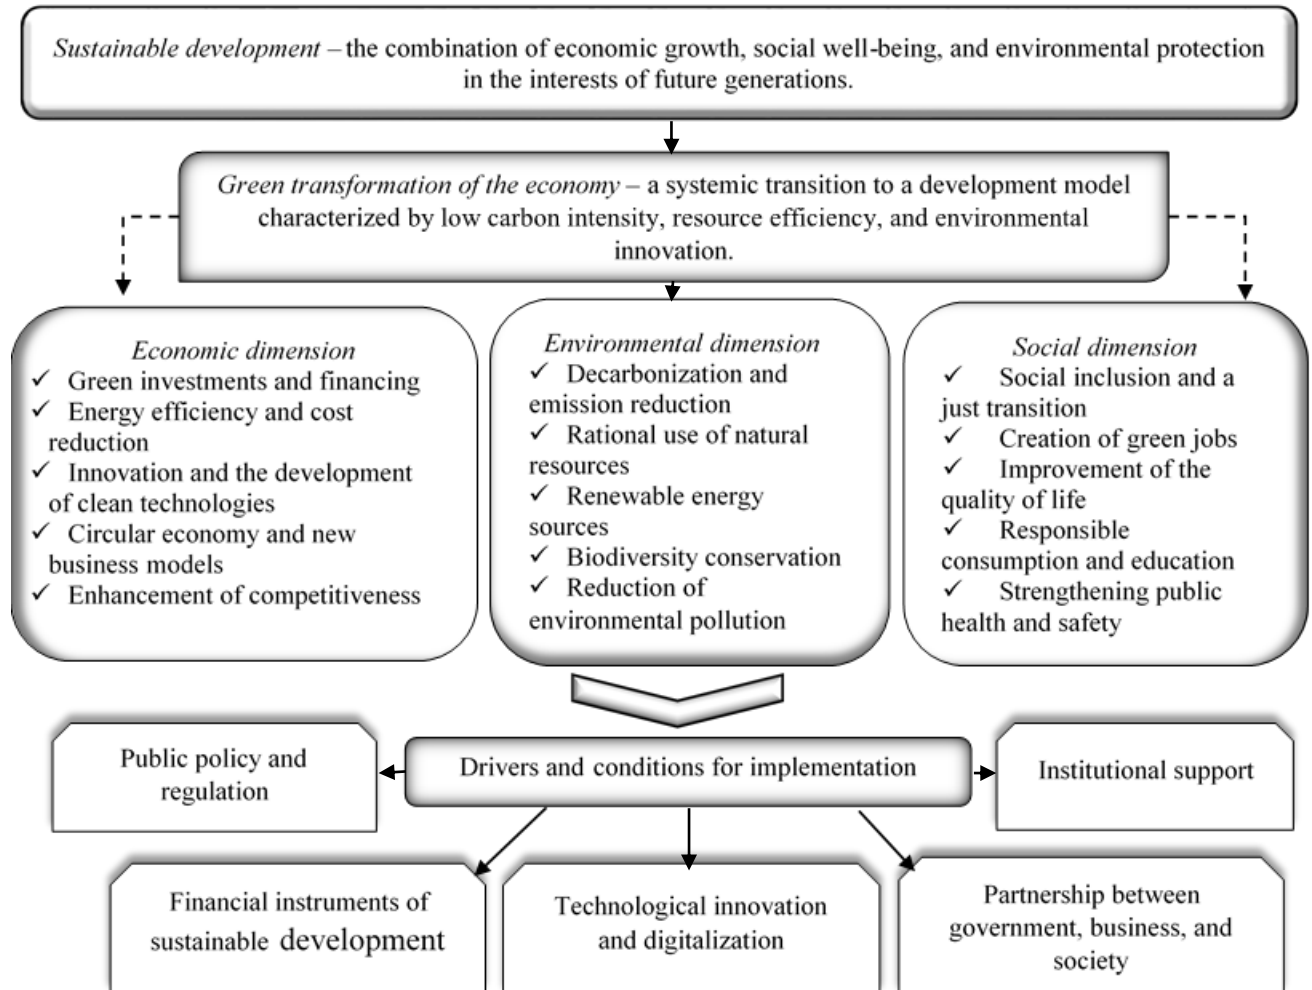 Sustainable development – the combination of economic growth, social well-being, and environmental protection
in the interests of future generations.
Green transformation of the economy – a systemic transition to a development model
characterized by low carbon intensity, resource efficiency, and environmental
innovation.
Economic dimension
✓ Green investments and financing
✓ Energy efficiency and cost
reduction
✓ Innovation and the development
of clean technologies
✓ Circular economy and new
business models
✓ Enhancement of competitiveness
Environmental dimension
✓ Decarbonization and
emission reduction
✓ Rational use of natural
resources
✓ Renewable energy
sources
✓ Biodiversity conservation
✓ Reduction of
environmental pollution
Social dimension
✓ Social inclusion and a
just transition
✓ Creation of green jobs
✓ Improvement of the
quality of life
✓ Responsible
consumption and education
✓ Strengthening public
health and safety
Public policy and
regulation
Drivers and conditions for implementation
Institutional support
Financial instruments of
sustainable development
Technological innovation
and digitalization
Partnership between
government, business, and
society